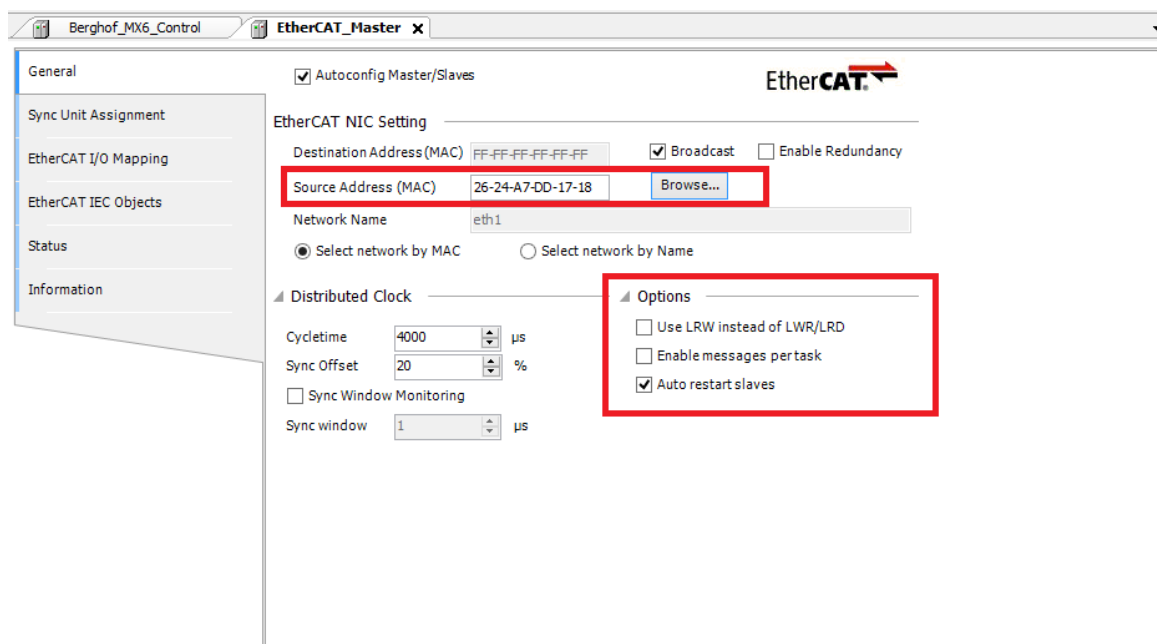 Berghof_MX6_Control
EtherCAT_Master x
General
Sync Unit Assignment
EtherCAT I/O Mapping
EtherCAT IEC Objects
Status
Information
Autoconfig Master/Slaves
EtherCAT.
EtherCAT NIC Setting
Destination Address (MAC) FF-FF-FF-FF-FF-FF Broadcast Enable Redundancy
Source Address (MAC) 26-24-A7-DD-17-18 Browse...
Network Name eth1
Select network by MAC Select network by Name
Distributed Clock
Cycletime 4000 µs
Sync Offset 20 %
Sync Window Monitoring
Sync window 1 µs
Options
Use LRW instead of LWR/LRD
Enable messages per task
Auto restart slaves